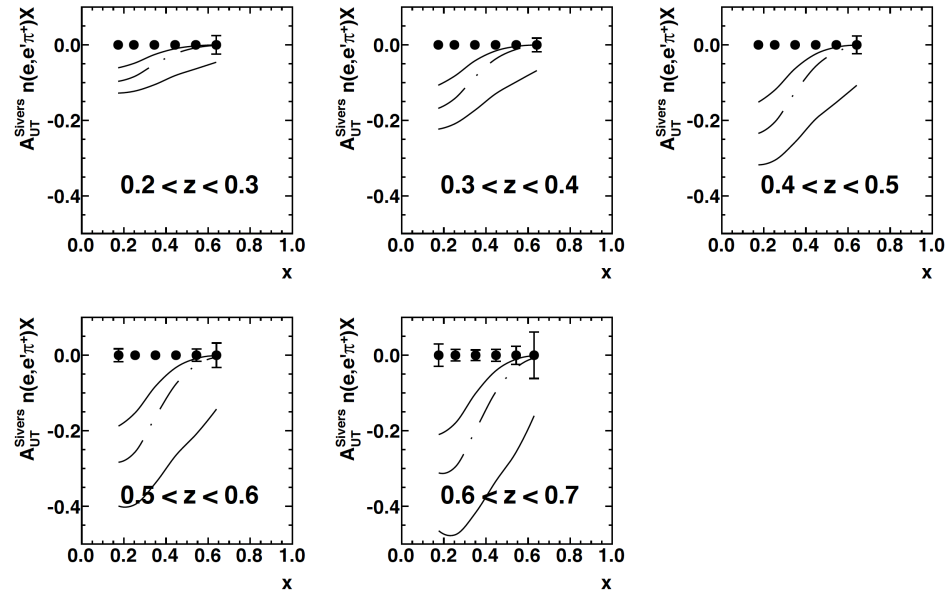 A_UT^Sivers n(e,e'π⁺)X
0.0
-0.2
-0.4
0.2 < z < 0.3
0.0 0.2 0.4 0.6 0.8 1.0
x
A_UT^Sivers n(e,e'π⁺)X
0.0
-0.2
-0.4
0.3 < z < 0.4
0.0 0.2 0.4 0.6 0.8 1.0
x
A_UT^Sivers n(e,e'π⁺)X
0.0
-0.2
-0.4
0.4 < z < 0.5
0.0 0.2 0.4 0.6 0.8 1.0
x
A_UT^Sivers n(e,e'π⁺)X
0.0
-0.2
-0.4
0.5 < z < 0.6
0.0 0.2 0.4 0.6 0.8 1.0
x
A_UT^Sivers n(e,e'π⁺)X
0.0
-0.2
-0.4
0.6 < z < 0.7
0.0 0.2 0.4 0.6 0.8 1.0
x